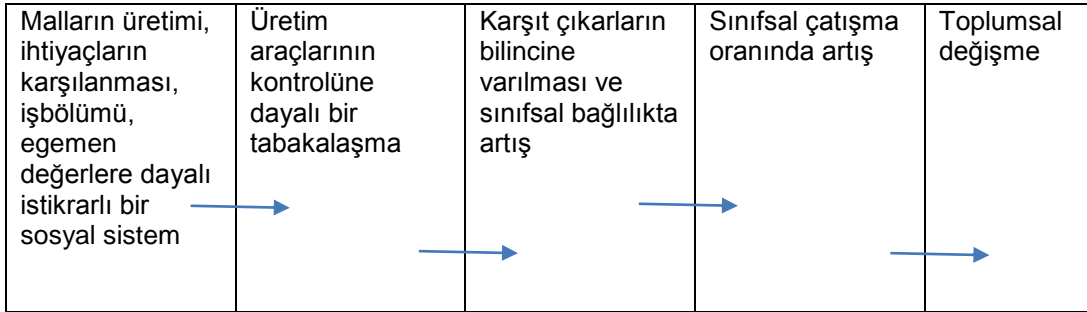 Malların üretimi,
ihtiyaçların
karşılanması,
işbölümü,
egemen
değerlere dayalı
istikrarlı bir
sosyal sistem
Üretim
araçlarının
kontrolüne
dayalı bir
tabakalaşma
Karşıt çıkarların
bilincine
varılması ve
sınıfsal bağlılıkta
artış
Sınıfsal çatışma
oranında artış
Toplumsal
değişme